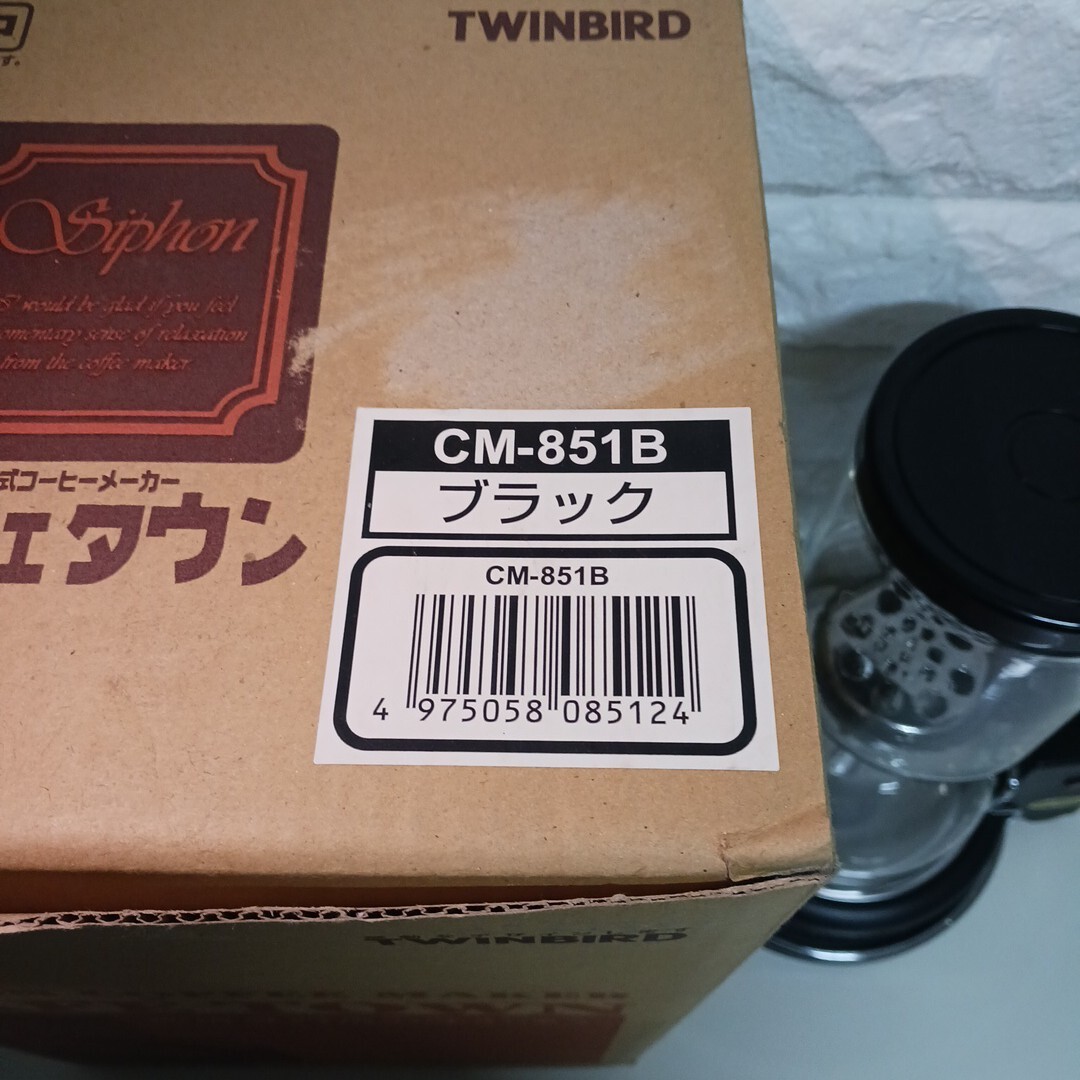 す。
TWINBIRD
Siphon
I would be glad if you feel
omentary sense of relaxation
from the coffee maker
式コーヒーメーカー
ェタウン
CM-851B
ブラック
CM-851B
4 975058 085124
TWINBIRD